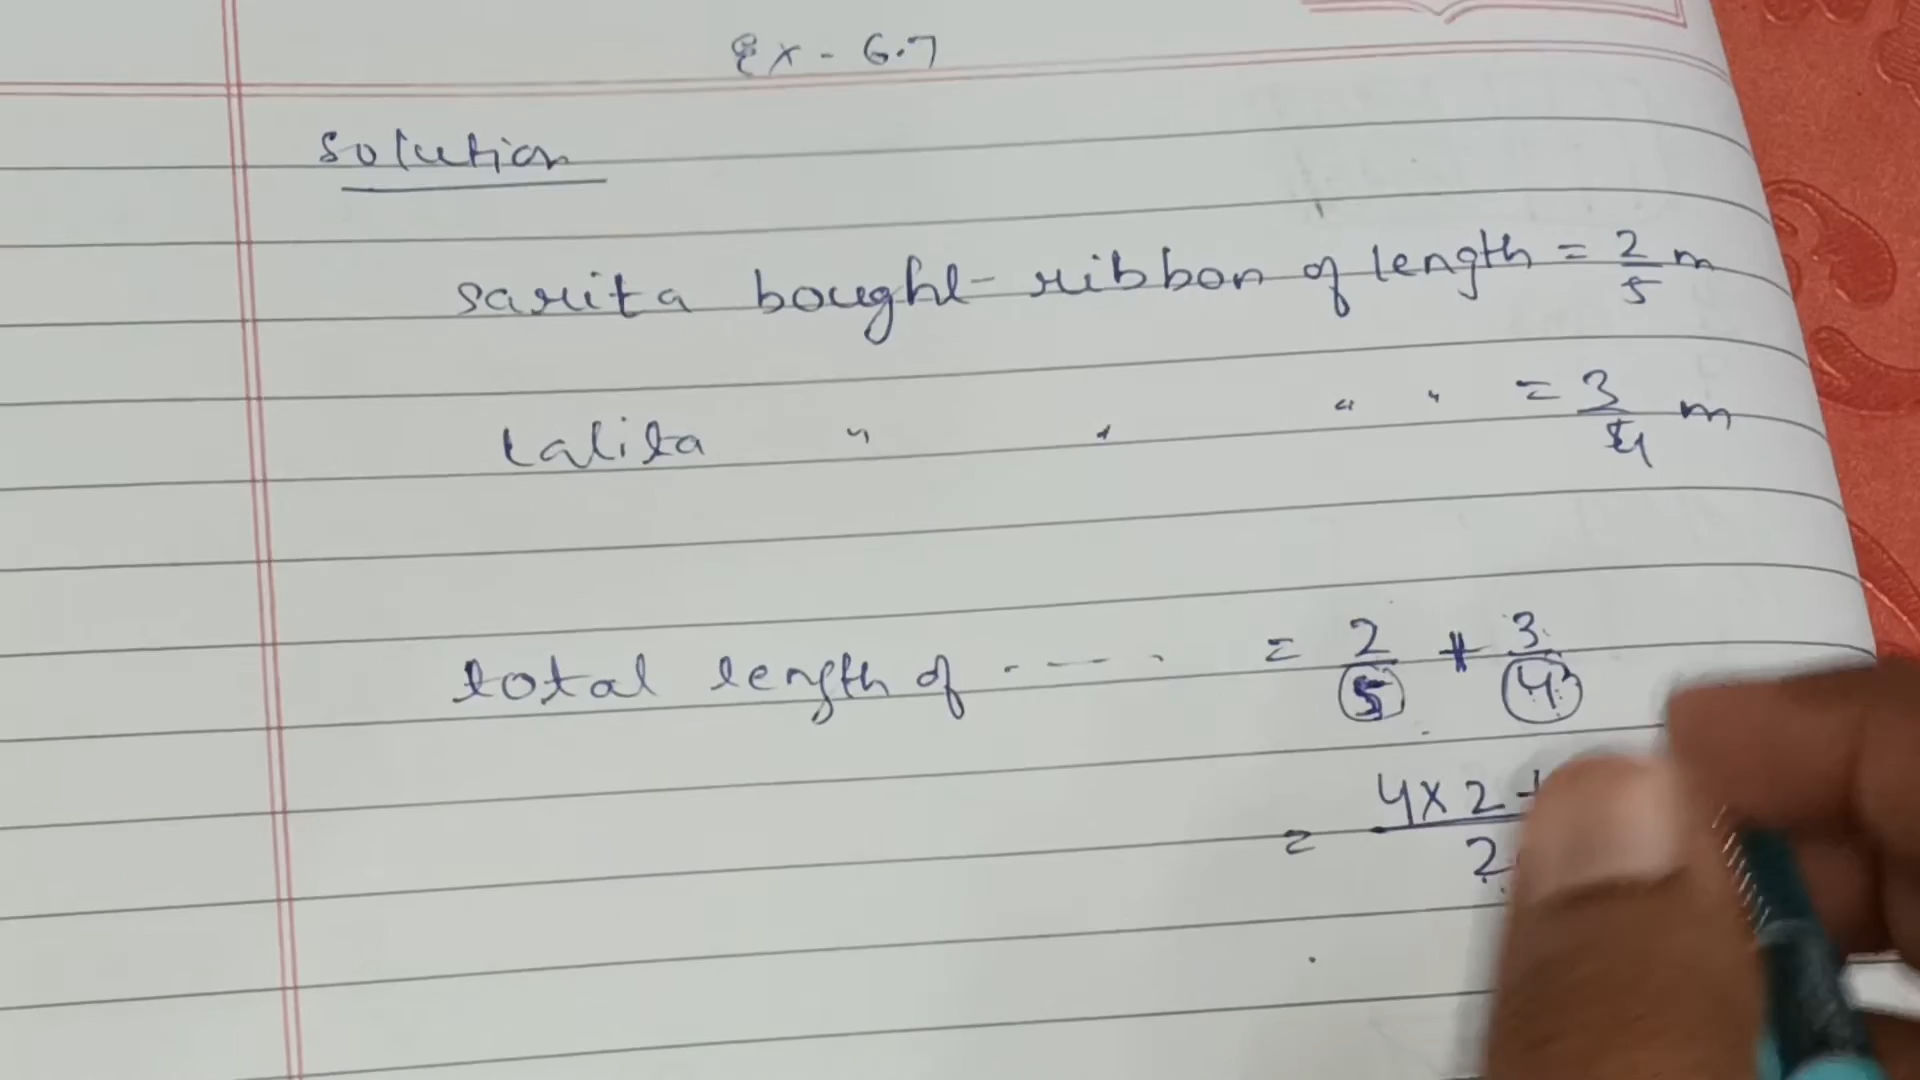 Ex - 6.7
Solution
Sarita bought ribbon of length = 2/5 m
Lalita " " " " = 3/4 m
total length of ..... = 2/5 + 3/4
= 4x2+
2